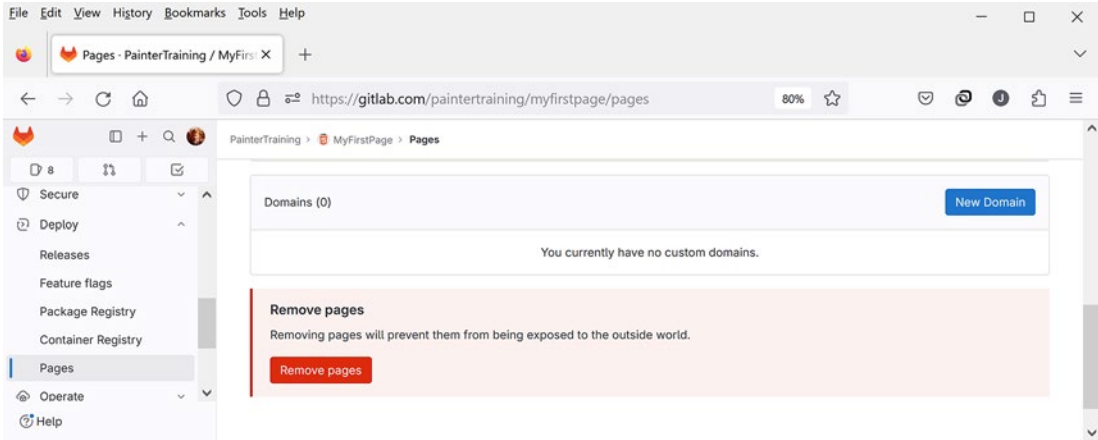 File Edit View History Bookmarks Tools Help
Pages · PainterTraining / MyFirs
https://gitlab.com/paintertraining/myfirstpage/pages
80%
J
PainterTraining > MyFirstPage > Pages
8
Secure
Deploy
Releases
Feature flags
Package Registry
Container Registry
Pages
Operate
Help
Domains (0)
New Domain
You currently have no custom domains.
Remove pages
Removing pages will prevent them from being exposed to the outside world.
Remove pages